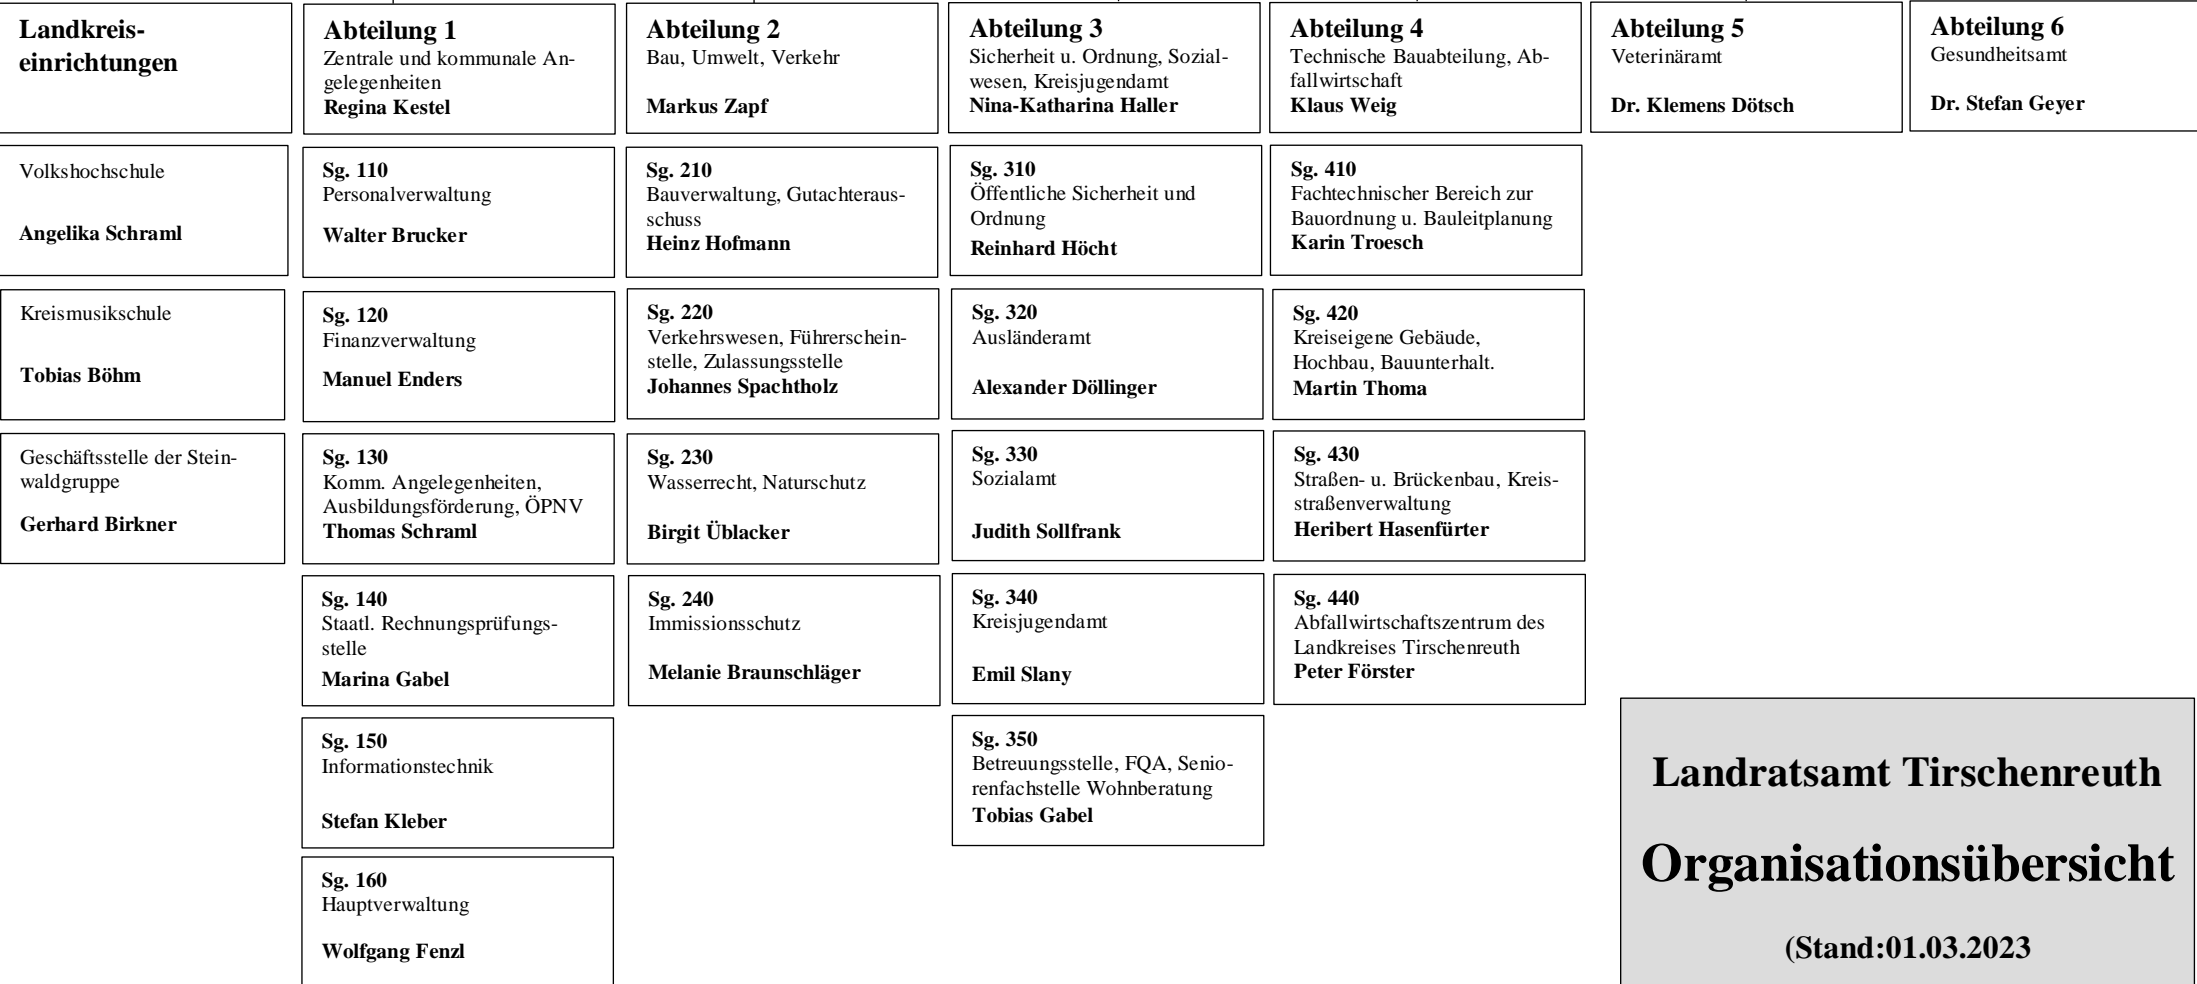 Landkreis-
einrichtungen
Abteilung 1
Zentrale und kommunale An-
gelegenheiten
Regina Kestel
Abteilung 2
Bau, Umwelt, Verkehr
Markus Zapf
Abteilung 3
Sicherheit u. Ordnung, Sozial-
wesen, Kreisjugendamt
Nina-Katharina Haller
Abteilung 4
Technische Bauabteilung, Ab-
fallwirtschaft
Klaus Weig
Abteilung 5
Veterinäramt
Dr. Klemens Dötsch
Abteilung 6
Gesundheitsamt
Dr. Stefan Geyer
Volkshochschule
Angelika Schraml
Sg. 110
Personalverwaltung
Walter Brucker
Sg. 210
Bauverwaltung, Gutachteraus-
schuss
Heinz Hofmann
Sg. 310
Öffentliche Sicherheit und
Ordnung
Reinhard Höcht
Sg. 410
Fachtechnischer Bereich zur
Bauordnung u. Bauleitplanung
Karin Troesch
Kreismusikschule
Tobias Böhm
Sg. 120
Finanzverwaltung
Manuel Enders
Sg. 220
Verkehrswesen, Führerschein-
stelle, Zulassungsstelle
Johannes Spachtholz
Sg. 320
Ausländeramt
Alexander Döllinger
Sg. 420
Kreiseigene Gebäude,
Hochbau, Bauunterhalt.
Martin Thoma
Geschäftsstelle der Stein-
waldgruppe
Gerhard Birkner
Sg. 130
Komm. Angelegenheiten,
Ausbildungsförderung, ÖPNV
Thomas Schraml
Sg. 230
Wasserrecht, Naturschutz
Birgit Üblacker
Sg. 330
Sozialamt
Judith Sollfrank
Sg. 430
Straßen- u. Brückenbau, Kreis-
straßenverwaltung
Heribert Hasenfürter
Sg. 140
Staatl. Rechnungsprüfungs-
stelle
Marina Gabel
Sg. 240
Immissionsschutz
Melanie Braunschläger
Sg. 340
Kreisjugendamt
Emil Slany
Sg. 440
Abfallwirtschaftszentrum des
Landkreises Tirschenreuth
Peter Förster
Sg. 150
Informationstechnik
Stefan Kleber
Sg. 350
Betreuungsstelle, FQA, Senio-
renfachstelle Wohnberatung
Tobias Gabel
Sg. 160
Hauptverwaltung
Wolfgang Fenzl
Landratsamt Tirschenreuth
Organisationsübersicht
(Stand:01.03.2023